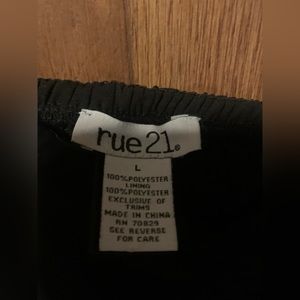 rue21®
L
100%POLYESTER
LINING
100%POLYESTER
EXCLUSIVE OF
TRIMS
MADE IN CHINA
RN 70829
SEE REVERSE
FOR CARE